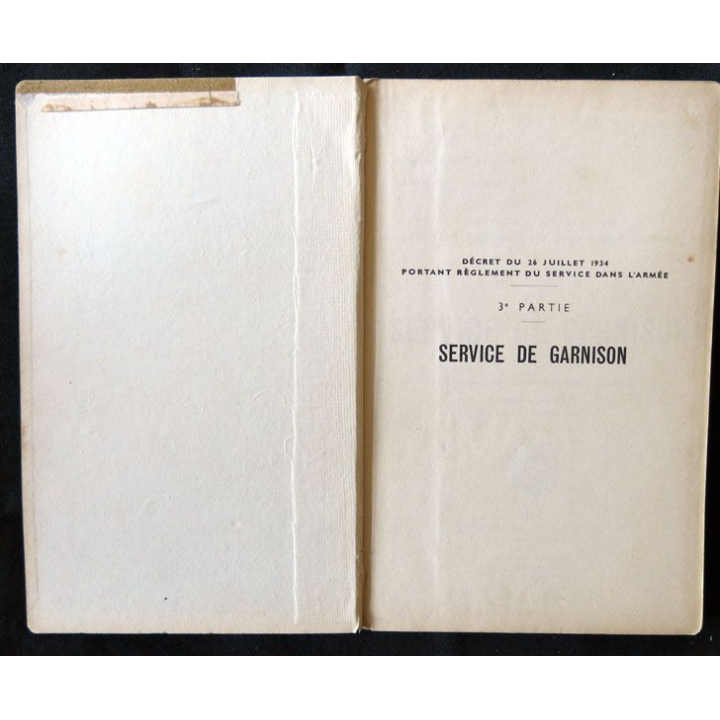 DÉCRET DU 26 JUILLET 1934
PORTANT RÈGLEMENT DU SERVICE DANS L'ARMÉE
3e PARTIE
SERVICE DE GARNISON